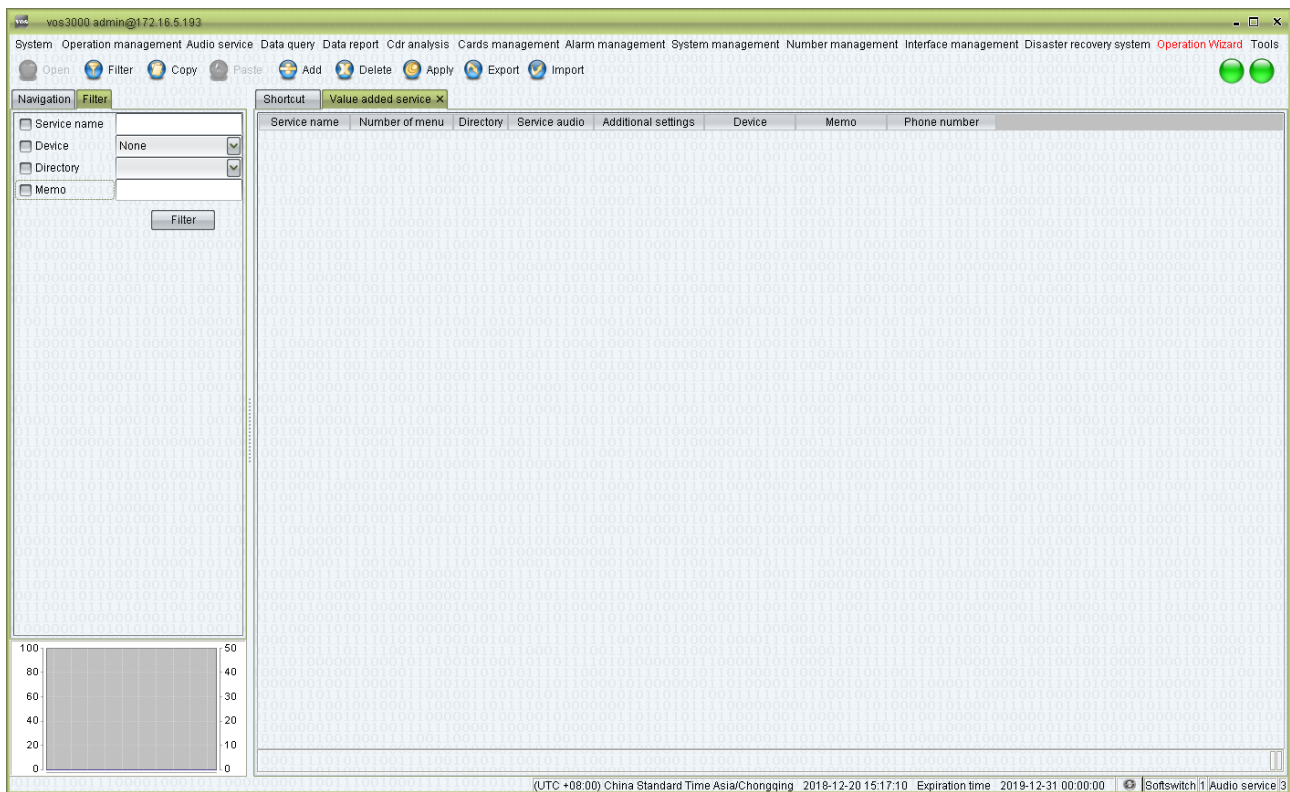 vos vos3000 admin@172.16.5.193
System Operation management Audio service Data query Data report Cdr analysis Cards management Alarm management System management Number management Interface management Disaster recovery system Operation Wizard Tools
Open Filter Copy Paste Add Delete Apply Export Import
Navigation Filter Shortcut Value added service
Service name Number of menu Directory Service audio Additional settings Device Memo Phone number
Service name
Device None
Directory
Memo
Filter
100 50
80 40
60 30
40 20
20 10
0 0
(UTC +08:00) China Standard Time Asia/Chongqing 2018-12-20 15:17:10 Expiration time 2019-12-31 00:00:00 Softswitch 1 Audio service 3